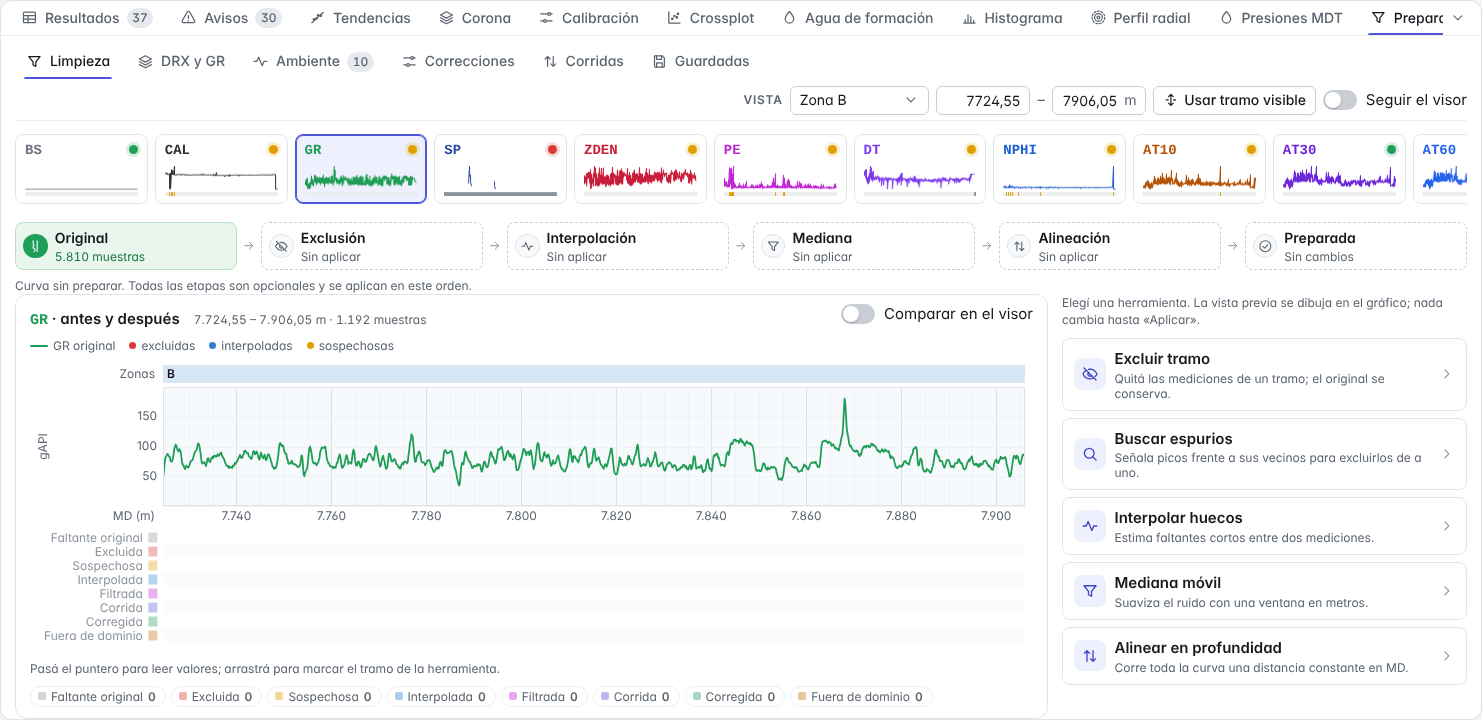 Resultados 37 Avisos 30 Tendencias Corona Calibración Crossplot Agua de formación Histograma Perfil radial Presiones MDT Prepar
Limpieza DRX y GR Ambiente 10 Correcciones Corridas Guardadas
VISTA Zona B 7724,55 – 7906,05 m Usar tramo visible Seguir el visor
BS CAL GR SP ZDEN PE DT NPHI AT10 AT30 AT60
Original → Exclusión → Interpolación → Mediana → Alineación → Preparada
5.810 muestras Sin aplicar Sin aplicar Sin aplicar Sin aplicar Sin cambios
Curva sin preparar. Todas las etapas son opcionales y se aplican en este orden.
GR · antes y después 7.724,55 – 7.906,05 m · 1.192 muestras Comparar en el visor
GR original excluidas interpoladas sospechosas
Zonas B
gAPI
150
100
50
MD (m) 7.740 7.760 7.780 7.800 7.820 7.840 7.860 7.880 7.900
Faltante original
Excluida
Sospechosa
Interpolada
Filtrada
Corrida
Corregida
Fuera de dominio
Pasá el puntero para leer valores; arrastrá para marcar el tramo de la herramienta.
Faltante original 0 Excluida 0 Sospechosa 0 Interpolada 0 Filtrada 0 Corrida 0 Corregida 0 Fuera de dominio 0
Elegí una herramienta. La vista previa se dibuja en el gráfico; nada
cambia hasta «Aplicar».
Excluir tramo
Quitá las mediciones de un tramo; el original se
conserva.
Buscar espurios
Señala picos frente a sus vecinos para excluirlos de a
uno.
Interpolar huecos
Estima faltantes cortos entre dos mediciones.
Mediana móvil
Suaviza el ruido con una ventana en metros.
Alinear en profundidad
Corre toda la curva una distancia constante en MD.